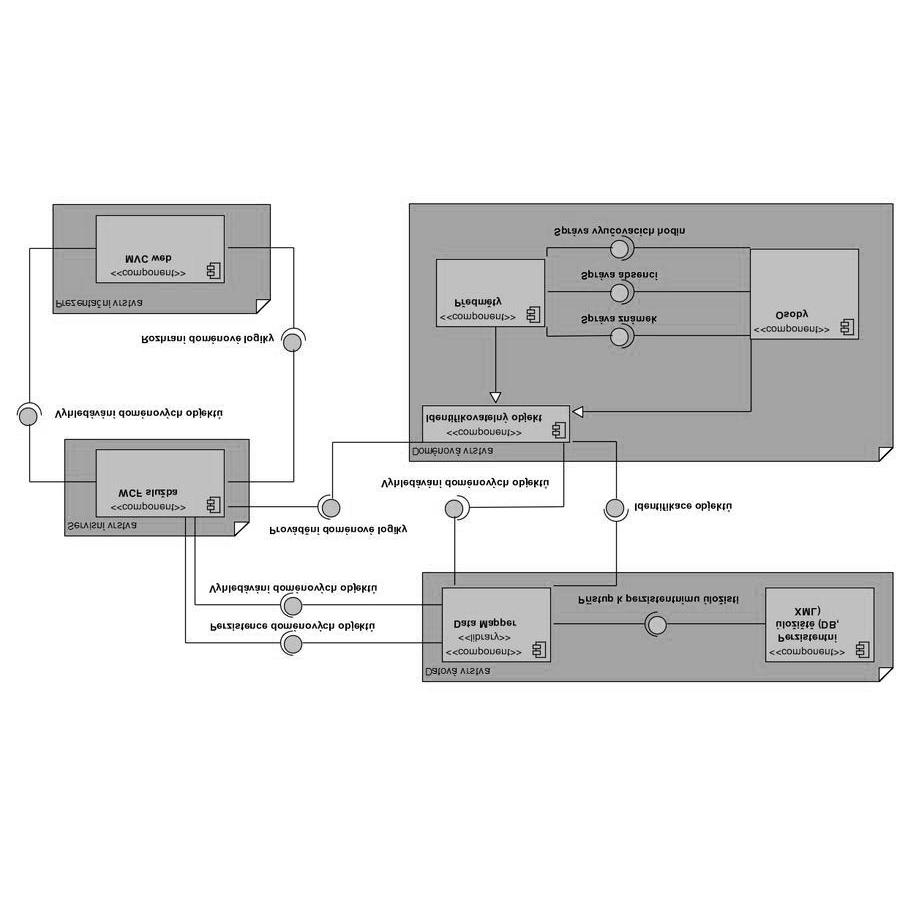 Datová vrstva
<<component>>
<<library>>
Data Mapper
<<component>>
Perzistentní
úložiště (DB,
XML)
Přístup k perzistentnímu úložišti
Perzistence doménových objektů
Vyhledávání doménových objektů
Servisní vrstva
<<component>>
WCF služba
Provádění doménové logiky
Identifikace objektů
Vyhledávání doménových objektů
Doménová vrstva
<<component>>
Identifikovatelný objekt
Vyhledávání doménových objektů
Rozhraní doménové logiky
<<component>>
Předměty
<<component>>
Osoby
Správa známek
Správa absencí
Správa vyučovacích hodin
Prezentační vrstva
<<component>>
MVC web